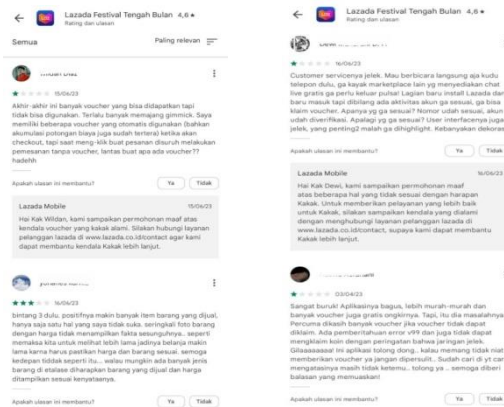 Lazada Festival Tengah Bulan 4,6★
Rating dan ulasan
Semua
Paling relevan
★ 15/06/23
Akhir-akhir ini banyak voucher yang bisa didapatkan tapi
tidak bisa digunakan. Terlalu banyak memajang gimmick. Saya
memiliki beberapa voucher yang otomatis digunakan (bahkan
akumulasi potongan biaya juga sudah tertera) ketika akan
checkout, tapi saat meng-klik buat pesanan disuruh melakukan
pemesanan tanpa voucher, lantas buat apa ada voucher??
hadehh
Apakah ulasan ini membantu?
Ya
Tidak
Lazada Mobile
15/06/23
Hai Kak Wildan, kami sampaikan permohonan maaf atas
kendala voucher yang kakak alami. Silakan hubungi layanan
pelanggan lazada di www.lazada.co.id/contact agar kami
dapat membantu kendala Kakak lebih lanjut.
★★★ 16/06/23
bintang 3 dulu. positifnya makin banyak item barang yang dijual,
hanya saja satu hal yang saya tidak suka. seringkali foto barang
dengan harga tidak menampilkan fakta sesungguhnya.. seperti
memaksa kita untuk melihat lebih lama jadinya belanja makin
lama karna harus pastikan harga dan barang sesuai. semoga
kedepan tiddak seperti itu... walau mungkin ada banyak jenis
barang di etalase diharapkan barang yang dijual dan harga
ditampilkan sesuai kenyataanya.
Apakah ulasan ini membantu?
Ya
Tidak
Lazada Festival Tengah Bulan 4,6★
Rating dan ulasan
★ 16/06/23
Customer servicenya jelek. Mau berbicara langsung aja kudu
telepon dulu, ga kayak marketplace lain yg menyediakan chat
live gratis ga perlu keluar pulsa! Lagian baru install Lazada dan
baru masuk tapi dibilang ada aktivitas akun ga sesuai, ga bisa
klaim voucher. Apanya yg ga sesuai? Nomor udah sesuai, akun
udah diverifikasi. Apalagi yg ga sesuai? User interfacenya juga
jelek, yang penting2 malah ga dihighlight. Kebanyakan dekoras
Apakah ulasan ini membantu?
Ya
Tidak
Lazada Mobile
16/06/23
Hai Kak Dewi, kami sampaikan permohonan maaf
atas beberapa hal yang tidak sesuai dengan harapan
Kakak. Untuk memberikan pelayanan yang lebih baik
untuk Kakak, silakan sampaikan kendala yang dialami
dengan menghubungi layanan pelanggan lazada di
www.lazada.co.id/contact, supaya kami dapat membantu
Kakak lebih lanjut.
★ 03/04/23
Sangat buruk! Aplikasinya bagus, lebih murah-murah dan
banyak voucher juga gratis ongkirnya. Tapi, itu dia masalahnya
Percuma dikasih banyak voucher jika voucher tidak dapat
diklaim. Ada pemberitahuan error v99 dan juga tidak dapat
mengklaim koin dengan peringatan bahwa jaringan jelek.
Gilaaaaaaaa! Ini aplikasi tolong dong.. kalau memang tidak niat
memberikan voucher ya jangan dipersulit.. Sudah cari di yt cara
mengatasinya masih tidak ketemu.. tolong ya .. semoga diberi
balasan yang memuaskan!
Apakah ulasan ini membantu?
Ya
Tidak